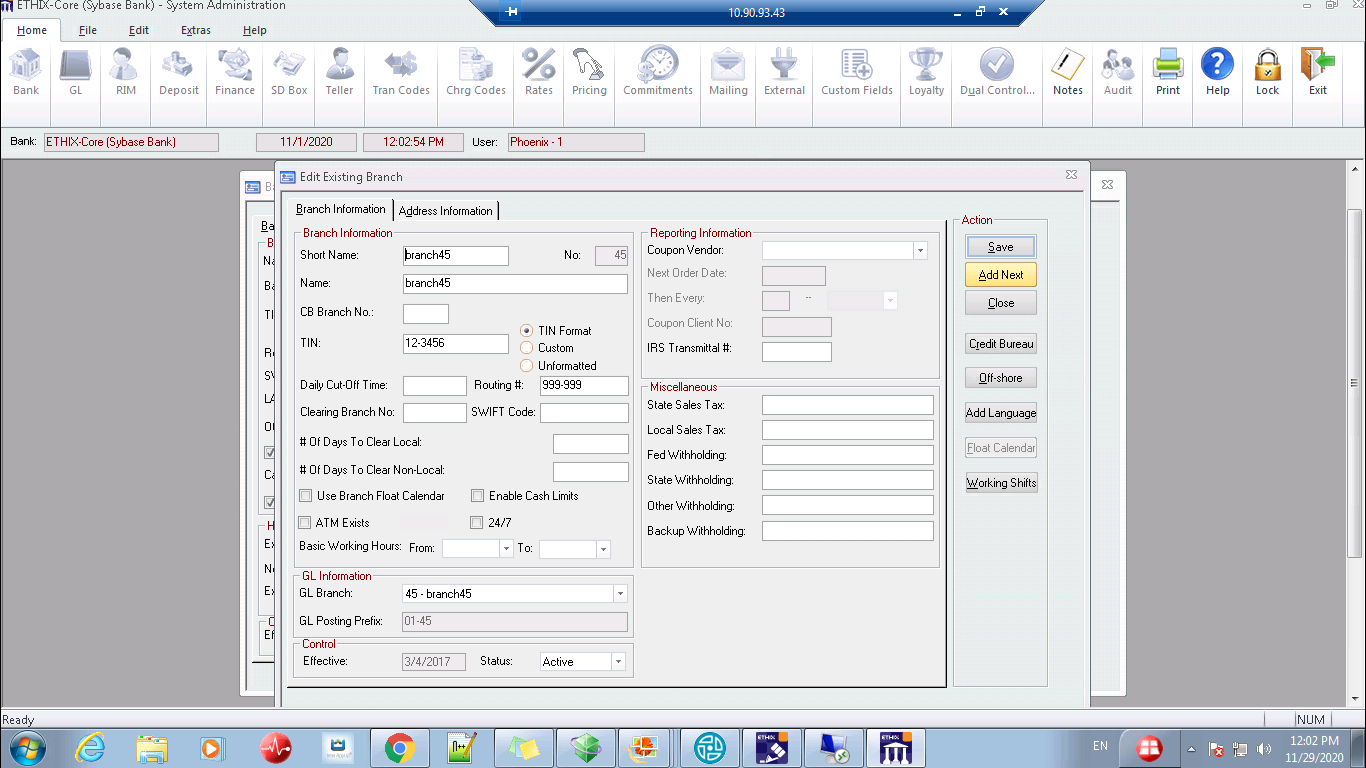 ETHIX-Core (Sybase Bank) - System Administration
10.90.93.43
Home File Edit Extras Help
Bank GL RIM Deposit Finance SD Box Teller Tran Codes Chrg Codes Rates Pricing Commitments Mailing External Custom Fields Loyalty Dual Control... Notes Audit Print Help Lock Exit
Bank: ETHIX-Core (Sybase Bank) 11/1/2020 12:02:54 PM User: Phoenix - 1
Edit Existing Branch
Branch Information Address Information
Branch Information
Short Name: branch45 No: 45
Name: branch45
CB Branch No.:
TIN: 12-3456
TIN Format
Custom
Unformatted
Daily Cut-Off Time: Routing #: 999-999
Clearing Branch No: SWIFT Code:
# Of Days To Clear Local:
# Of Days To Clear Non-Local:
Use Branch Float Calendar Enable Cash Limits
ATM Exists 24/7
Basic Working Hours: From: To:
GL Information
GL Branch: 45 - branch45
GL Posting Prefix: 01-45
Control
Effective: 3/4/2017 Status: Active
Reporting Information
Coupon Vendor:
Next Order Date:
Then Every: --
Coupon Client No:
IRS Transmittal #:
Miscellaneous
State Sales Tax:
Local Sales Tax:
Fed Withholding:
State Withholding:
Other Withholding:
Backup Withholding:
Action
Save
Add Next
Close
Credit Bureau
Off-shore
Add Language
Float Calendar
Working Shifts
Ready NUM
EN
12:02 PM
11/29/2020